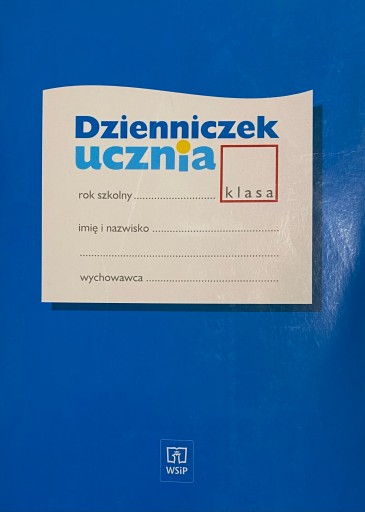 Dzienniczek
ucznia
rok szkolny..........................
klasa
imię i nazwisko ................................
..................................................
wychowawca .................................
WSiP